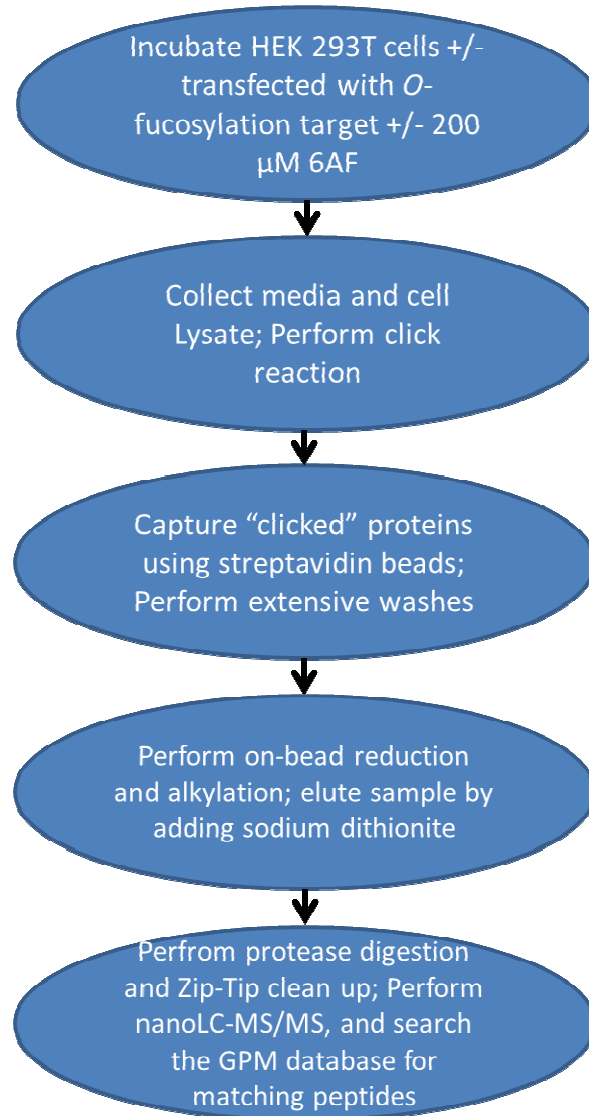 Incubate HEK 293T cells +/-
transfected with O-
fucosylation target +/- 200
µM 6AF
Collect media and cell
Lysate; Perform click
reaction
Capture “clicked” proteins
using streptavidin beads;
Perform extensive washes
Perform on-bead reduction
and alkylation; elute sample by
adding sodium dithionite
Perfrom protease digestion
and Zip-Tip clean up; Perform
nanoLC-MS/MS, and search
the GPM database for
matching peptides